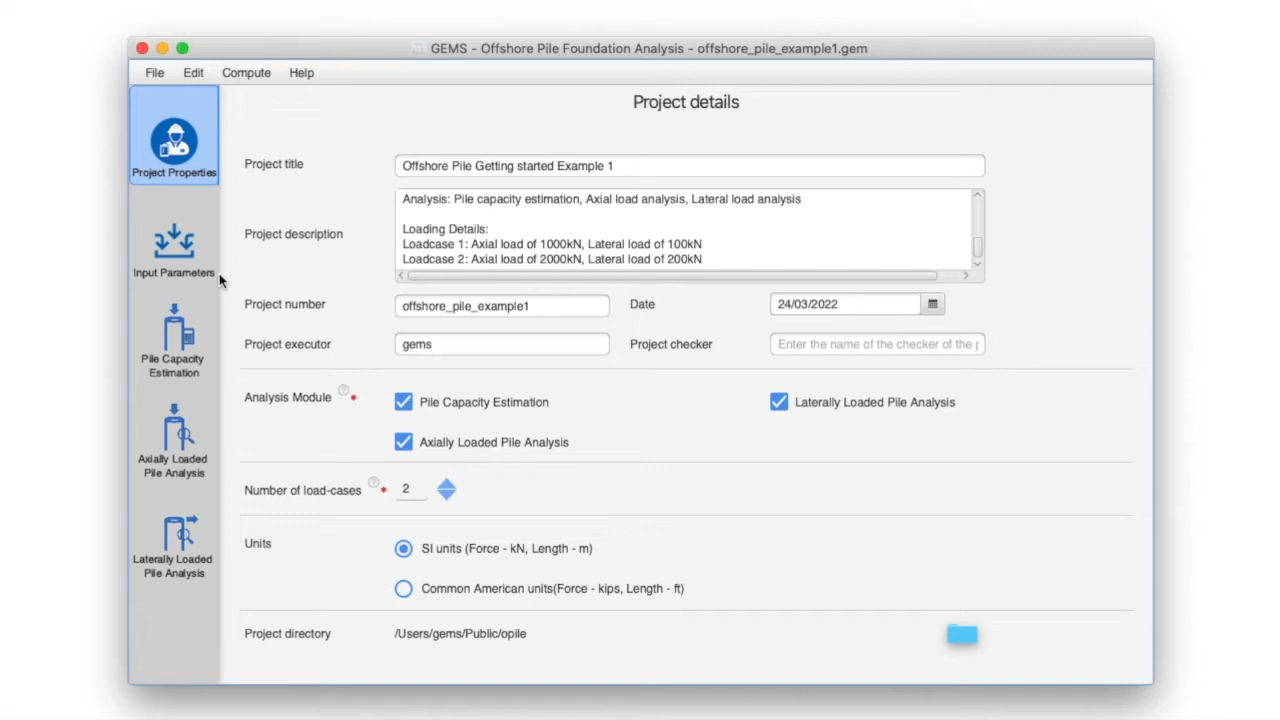 GEMS - Offshore Pile Foundation Analysis - offshore_pile_example1.gem
File Edit Compute Help
Project Properties
Input Parameters
Pile Capacity
Estimation
Axially Loaded
Pile Analysis
Laterally Loaded
Pile Analysis
Project details
Project title
Offshore Pile Getting started Example 1
Project description
Analysis: Pile capacity estimation, Axial load analysis, Lateral load analysis
Loading Details:
Loadcase 1: Axial load of 1000kN, Lateral load of 100kN
Loadcase 2: Axial load of 2000kN, Lateral load of 200kN
Project number
offshore_pile_example1
Date
24/03/2022
Project executor
gems
Project checker
Enter the name of the checker of the p
Analysis Module ? *
Pile Capacity Estimation
Laterally Loaded Pile Analysis
Axially Loaded Pile Analysis
Number of load-cases ? * 2
Units
SI units (Force - kN, Length - m)
Common American units(Force - kips, Length - ft)
Project directory
/Users/gems/Public/opile